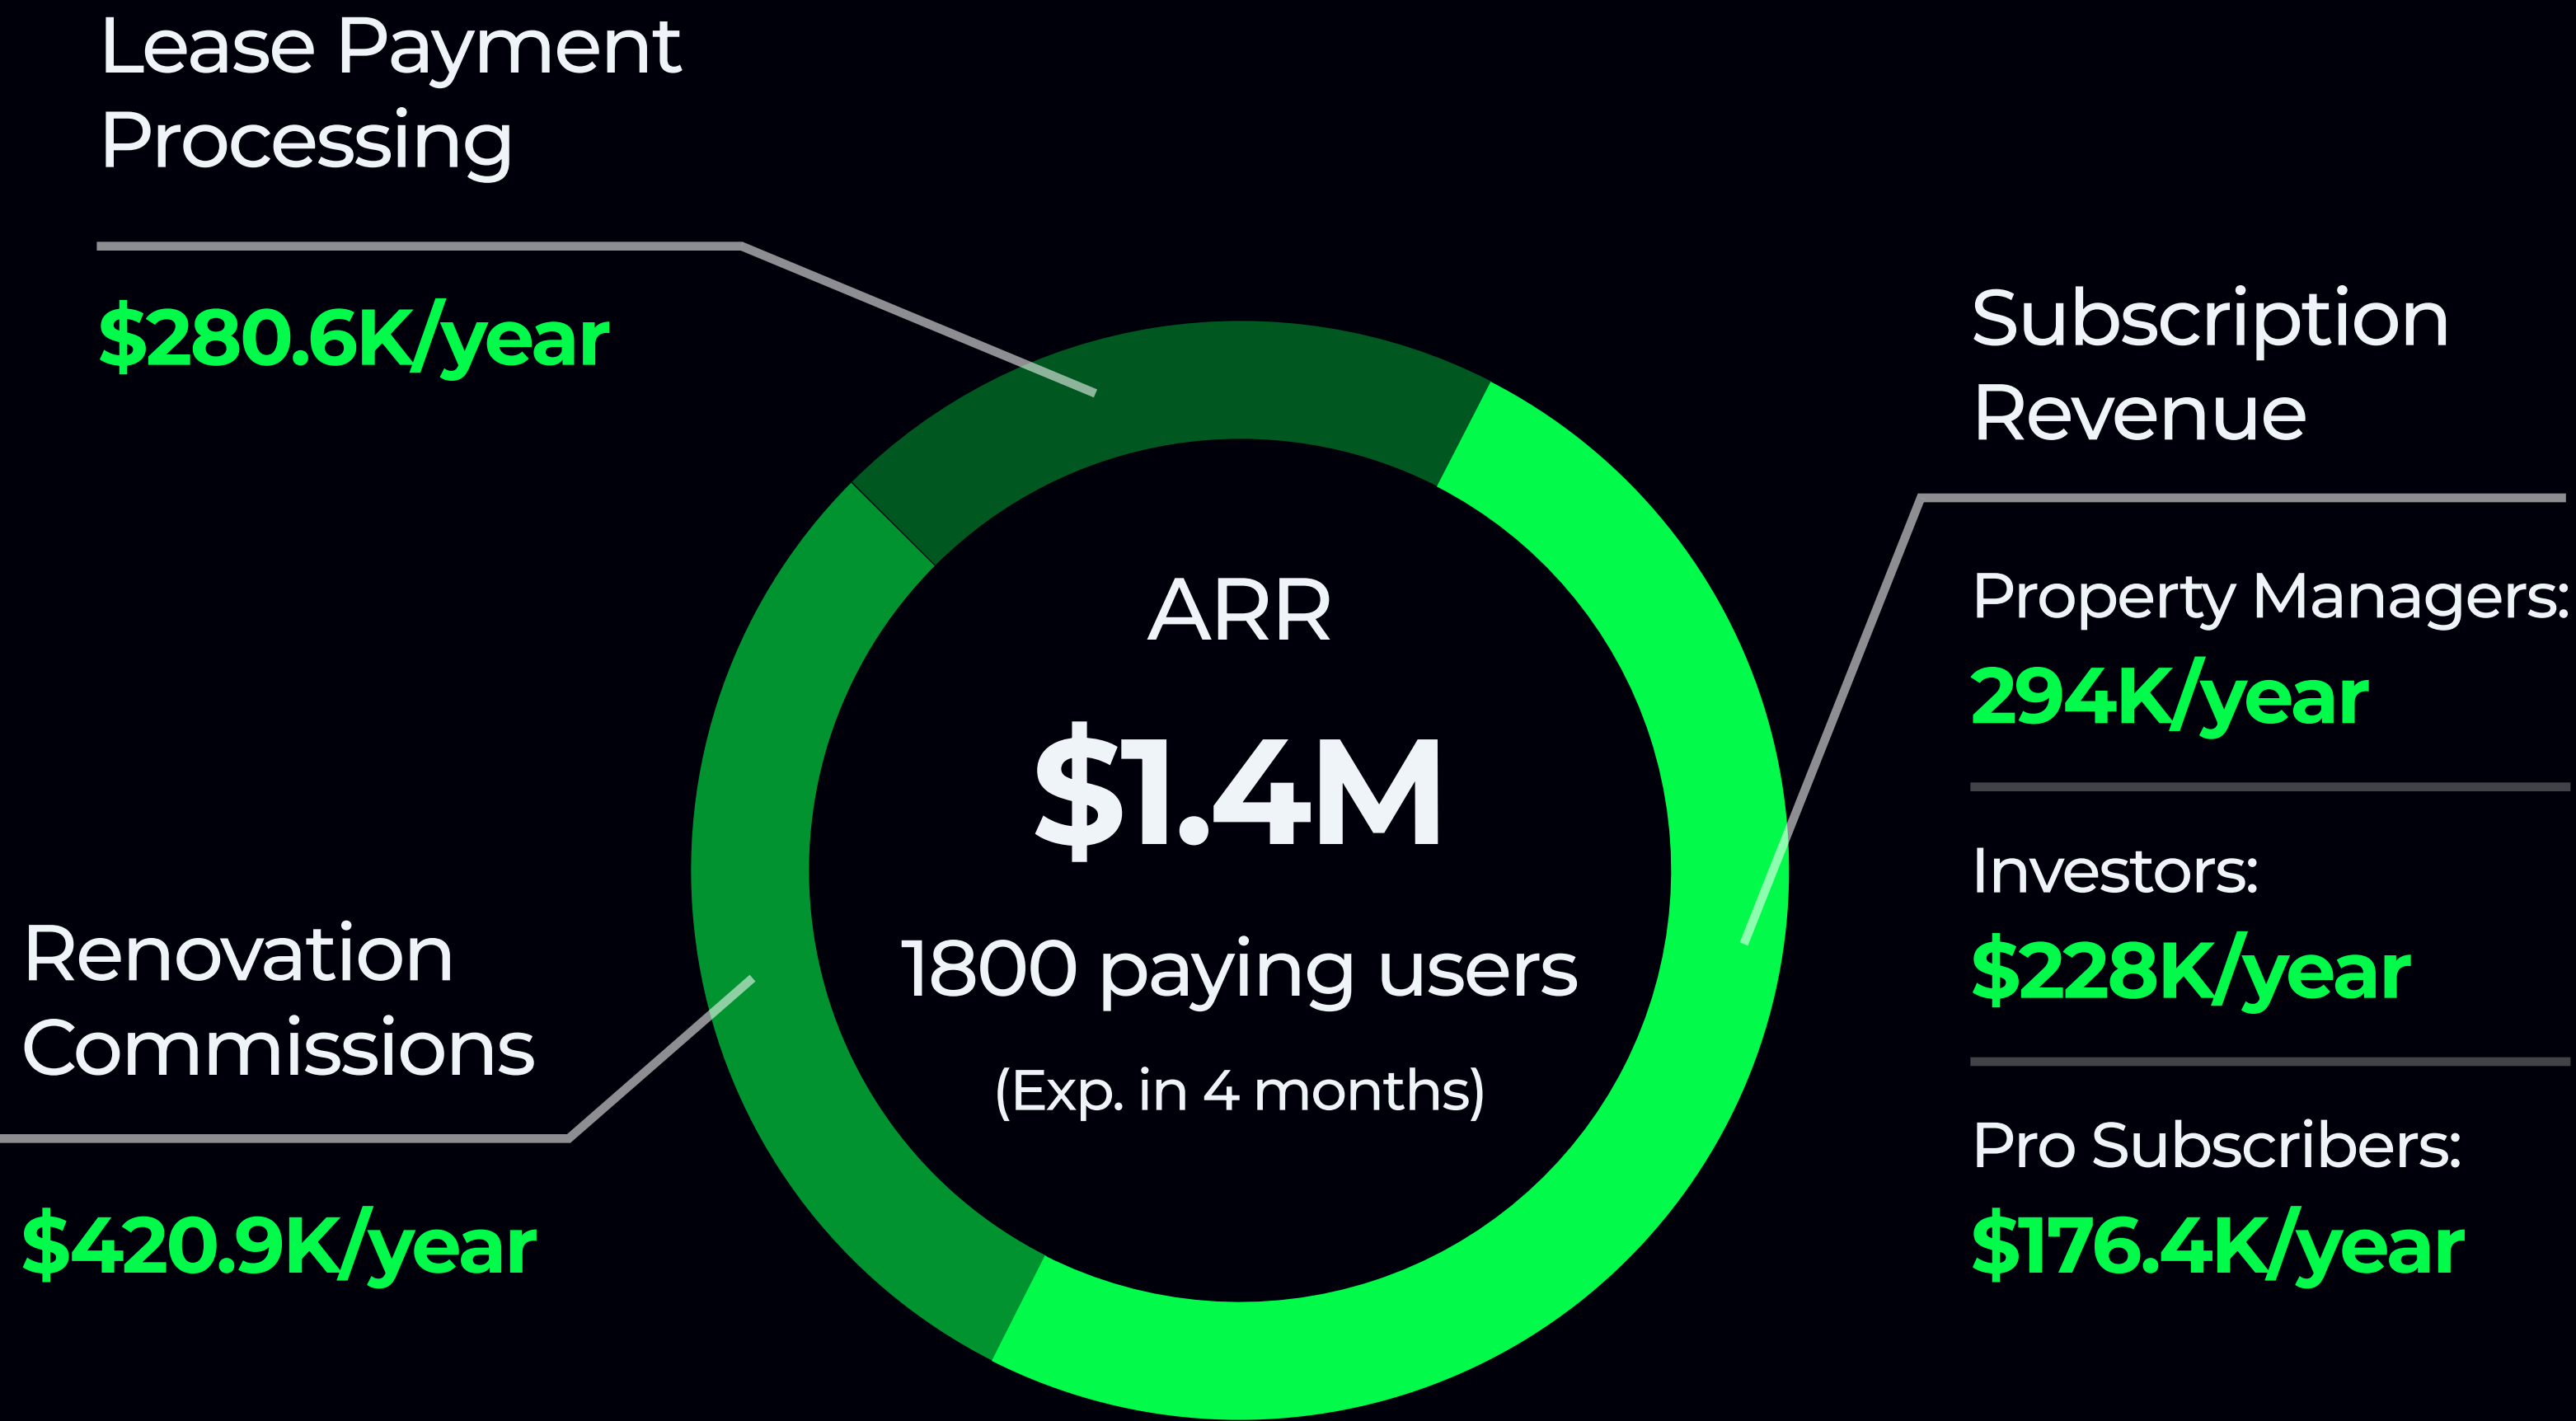 Lease Payment
Processing
$280.6K/year
Renovation
Commissions
$420.9K/year
ARR
$1.4M
1800 paying users
(Exp. in 4 months)
Subscription
Revenue
Property Managers:
294K/year
Investors:
$228K/year
Pro Subscribers:
$176.4K/year